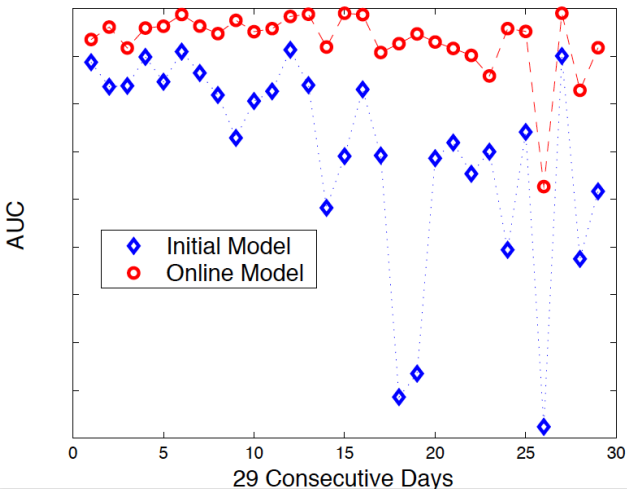 AUC
Initial Model
Online Model
0 5 10 15 20 25 30
29 Consecutive Days